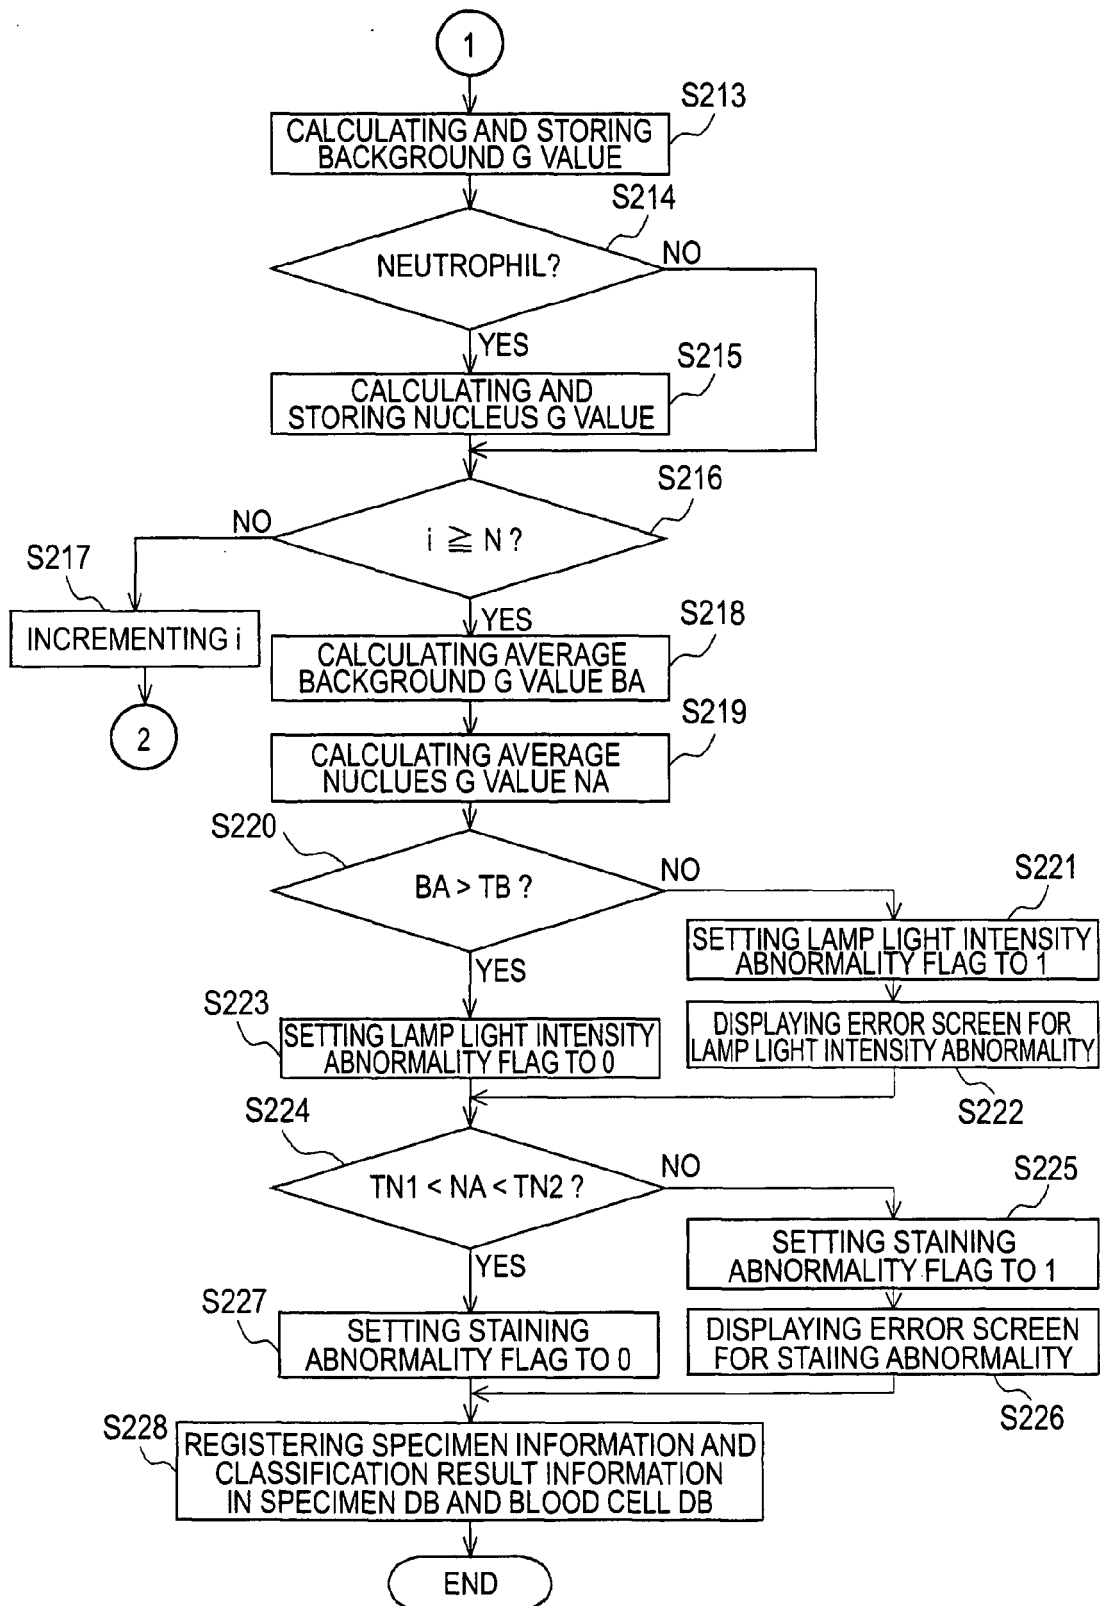 1
S213
CALCULATING AND STORING
BACKGROUND G VALUE
S214
NEUTROPHIL?
NO
YES
S215
CALCULATING AND
STORING NUCLEUS G VALUE
S216
i ≧ N ?
NO
S217
INCREMENTING i
2
YES
S218
CALCULATING AVERAGE
BACKGROUND G VALUE BA
S219
CALCULATING AVERAGE
NUCLUES G VALUE NA
S220
BA > TB ?
NO
S221
SETTING LAMP LIGHT INTENSITY
ABNORMALITY FLAG TO 1
YES
S223
SETTING LAMP LIGHT INTENSITY
ABNORMALITY FLAG TO 0
DISPLAYING ERROR SCREEN FOR
LAMP LIGHT INTENSITY ABNORMALITY
S222
S224
TN1 < NA < TN2 ?
NO
S225
SETTING STAINING
ABNORMALITY FLAG TO 1
YES
S227
SETTING STAINING
ABNORMALITY FLAG TO 0
DISPLAYING ERROR SCREEN
FOR STAIING ABNORMALITY
S226
S228
REGISTERING SPECIMEN INFORMATION AND
CLASSIFICATION RESULT INFORMATION
IN SPECIMEN DB AND BLOOD CELL DB
END